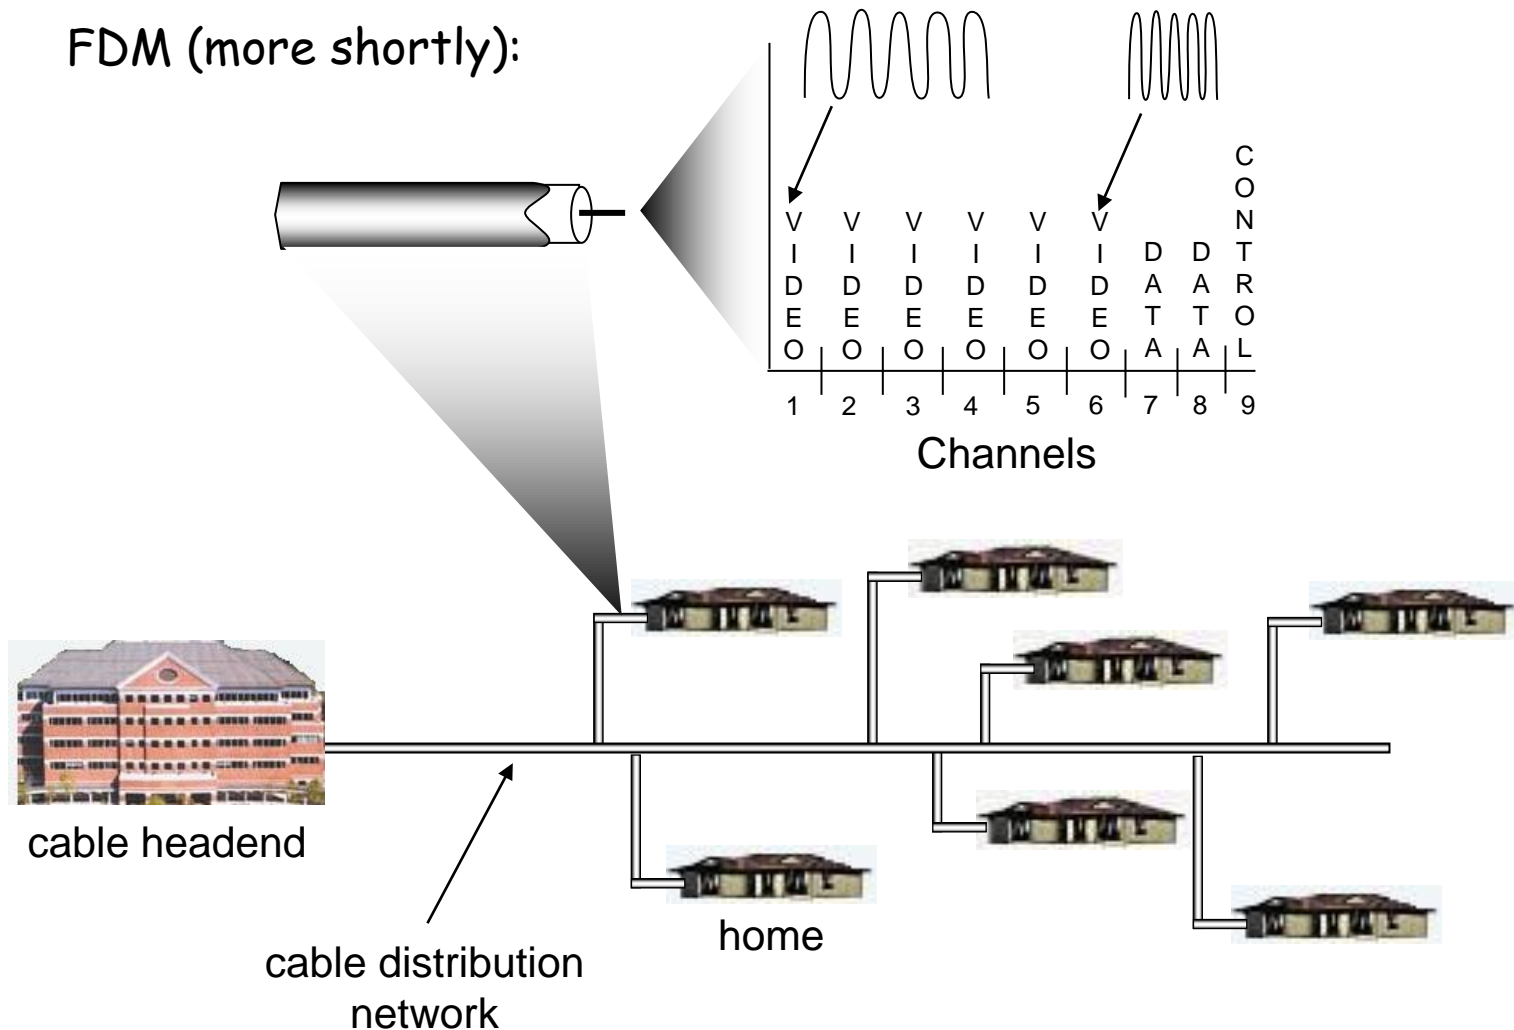 FDM (more shortly):
VIDEO VIDEO VIDEO VIDEO VIDEO VIDEO DATA DATA CONTROL
1 2 3 4 5 6 7 8 9
Channels
cable headend
home
cable distribution
network